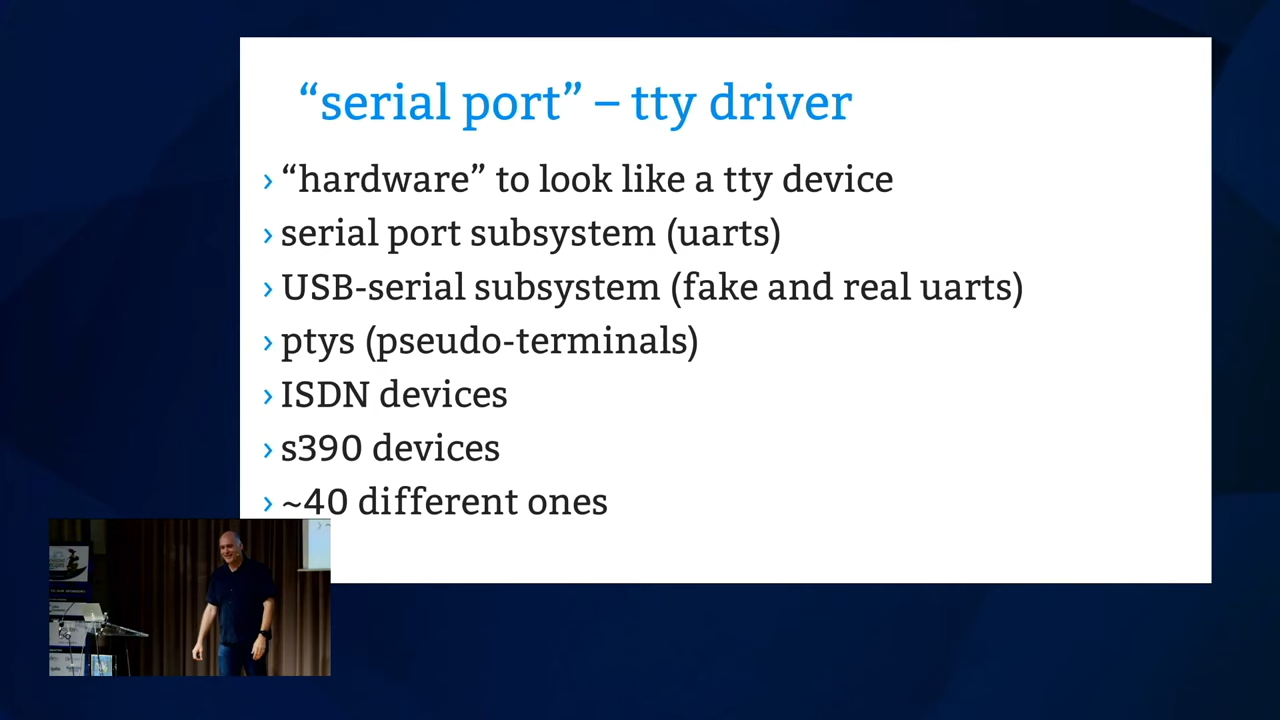 “serial port” – tty driver
› “hardware” to look like a tty device
› serial port subsystem (uarts)
› USB-serial subsystem (fake and real uarts)
› ptys (pseudo-terminals)
› ISDN devices
› s390 devices
› ~40 different ones